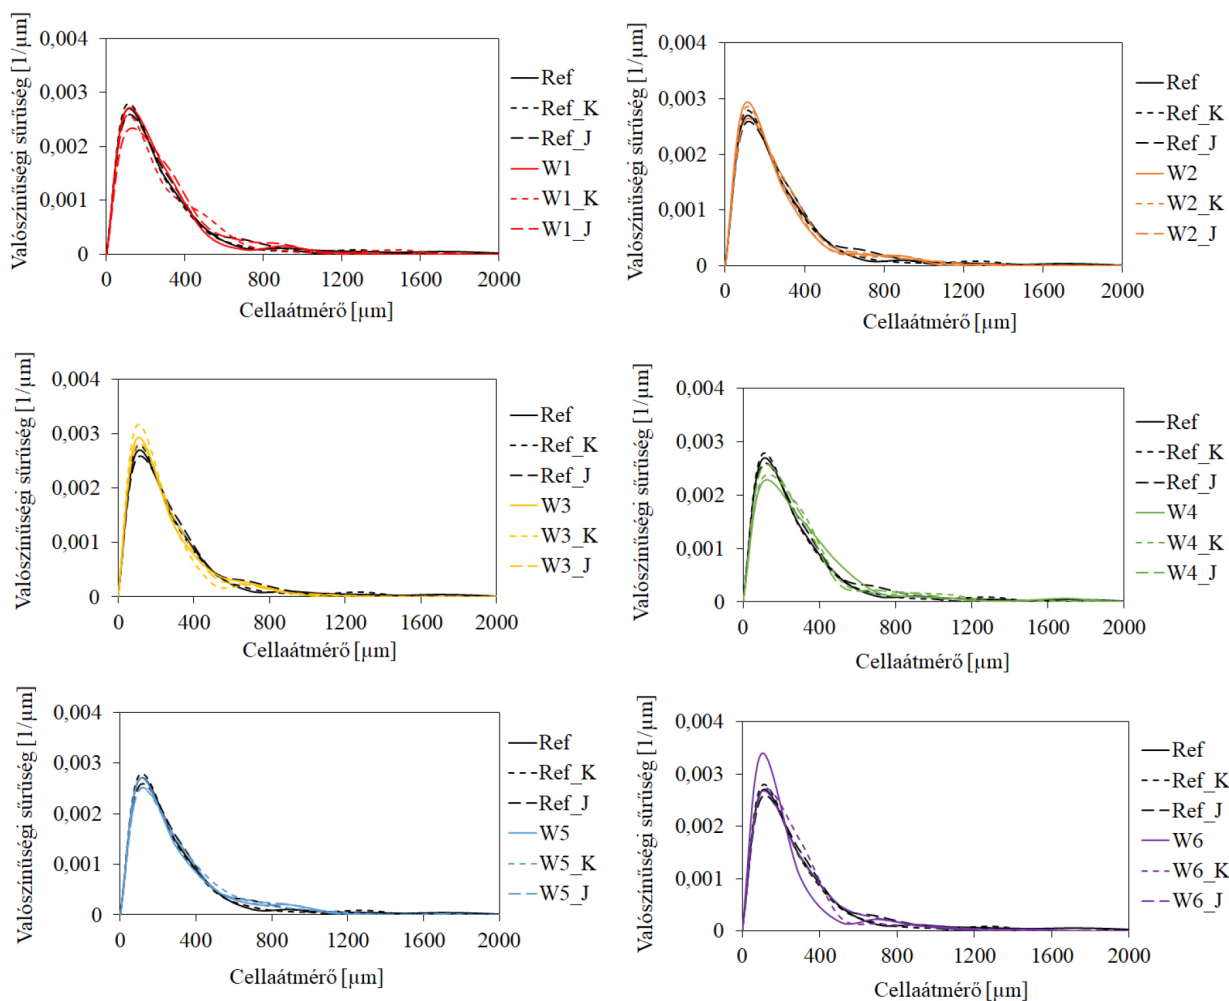 Valószínűségi sűrűség [1/µm]
0,004
0,003
0,002
0,001
0
0
400
800
1200
1600
2000
Cellaátmérő [µm]
Ref
Ref_K
Ref_J
W1
W1_K
W1_J
Valószínűségi sűrűség [1/µm]
0,004
0,003
0,002
0,001
0
0
400
800
1200
1600
2000
Cellaátmérő [µm]
Ref
Ref_K
Ref_J
W2
W2_K
W2_J
Valószínűségi sűrűség [1/µm]
0,004
0,003
0,002
0,001
0
0
400
800
1200
1600
2000
Cellaátmérő [µm]
Ref
Ref_K
Ref_J
W3
W3_K
W3_J
Valószínűségi sűrűség [1/µm]
0,004
0,003
0,002
0,001
0
0
400
800
1200
1600
2000
Cellaátmérő [µm]
Ref
Ref_K
Ref_J
W4
W4_K
W4_J
Valószínűségi sűrűség [1/µm]
0,004
0,003
0,002
0,001
0
0
400
800
1200
1600
2000
Cellaátmérő [µm]
Ref
Ref_K
Ref_J
W5
W5_K
W5_J
Valószínűségi sűrűség [1/µm]
0,004
0,003
0,002
0,001
0
0
400
800
1200
1600
2000
Cellaátmérő [µm]
Ref
Ref_K
Ref_J
W6
W6_K
W6_J